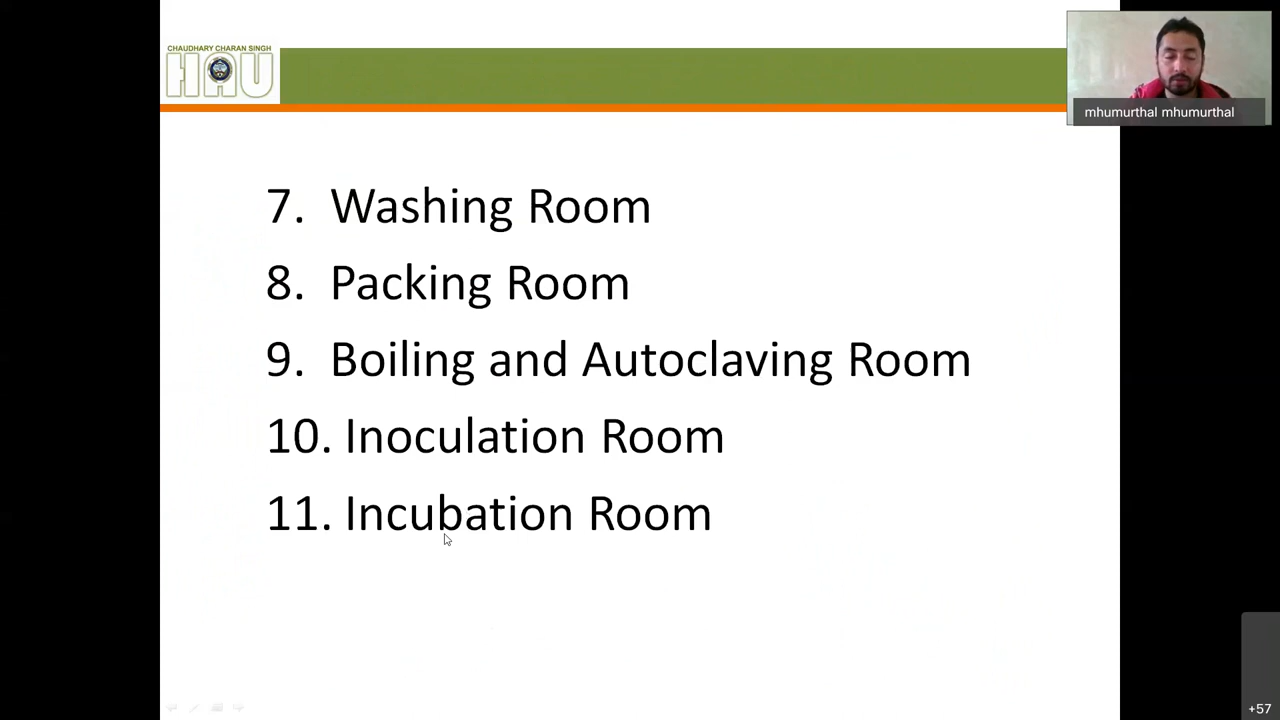 CHAUDHARY CHARAN SINGH
HAU
mhumurthal mhumurthal
7. Washing Room
8. Packing Room
9. Boiling and Autoclaving Room
10. Inoculation Room
11. Incubation Room
+57